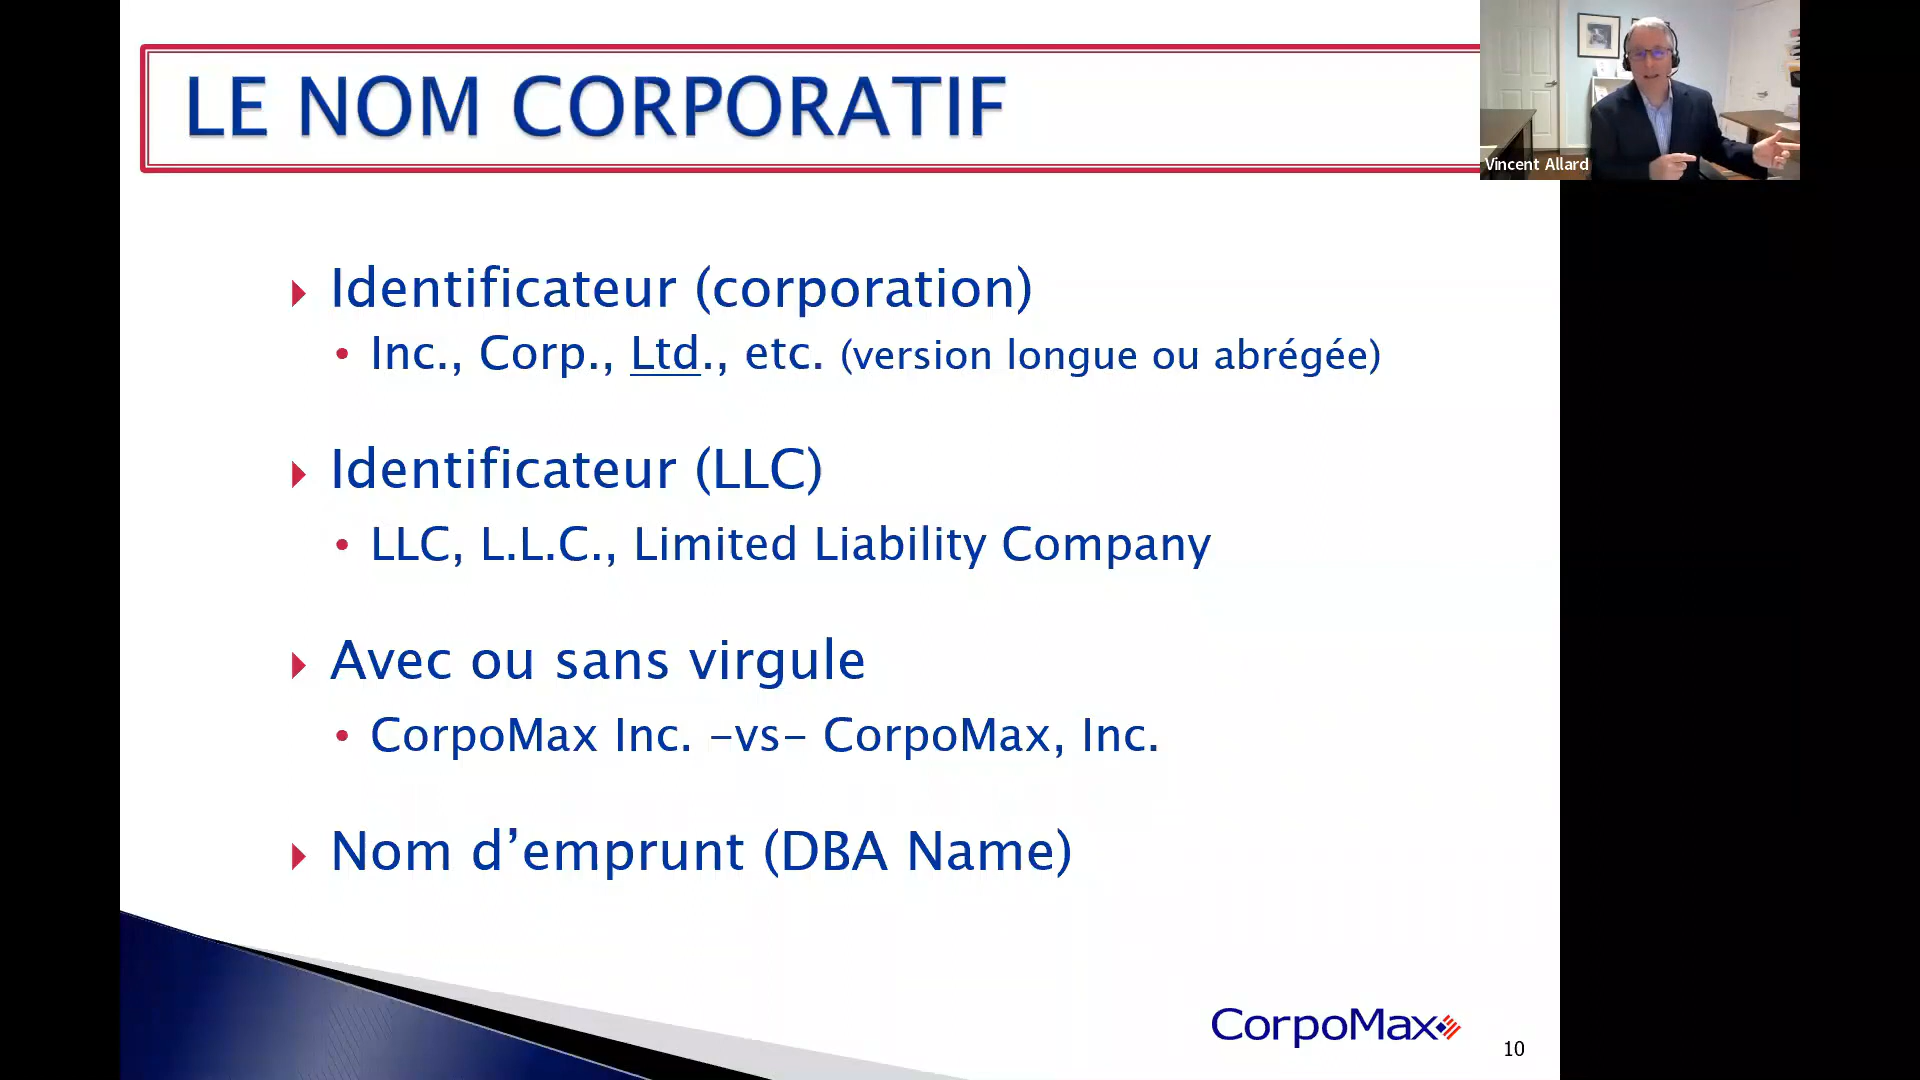 LE NOM CORPORATIF
Vincent Allard
Identificateur (corporation)
Inc., Corp., Ltd., etc. (version longue ou abrégée)
Identificateur (LLC)
LLC, L.L.C., Limited Liability Company
Avec ou sans virgule
CorpoMax Inc. -vs- CorpoMax, Inc.
Nom d’emprunt (DBA Name)
CorpoMax
10